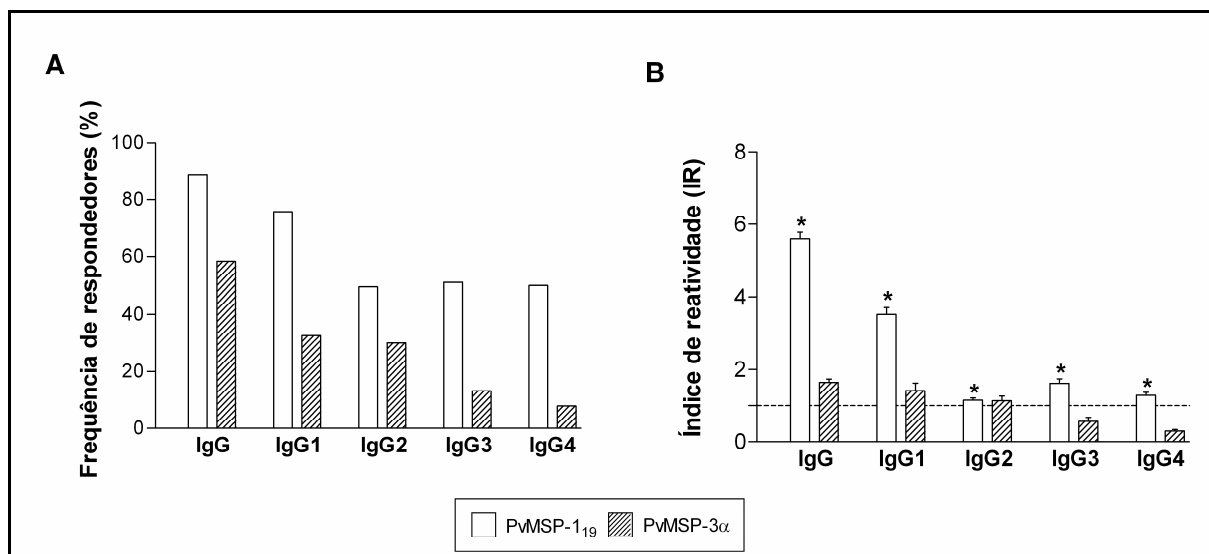 A
Frequência de respondedores (%)
100
80
60
40
20
0
IgG IgG1 IgG2 IgG3 IgG4
B
Índice de reatividade (IR)
8
6
4
2
0
*
*
*
*
*
IgG IgG1 IgG2 IgG3 IgG4
PvMSP-1₁₉ PvMSP-3α